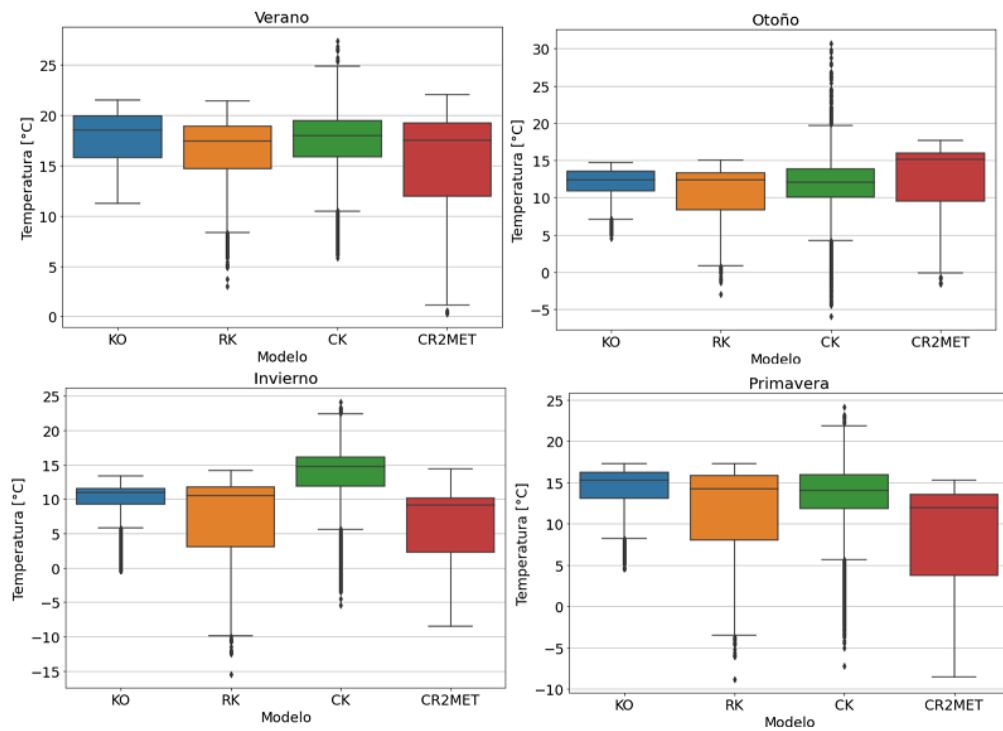 Verano
Temperatura [°C]
25
20
15
10
5
0
KO RK CK CR2MET
Modelo
Otoño
Temperatura [°C]
30
25
20
15
10
5
0
−5
KO RK CK CR2MET
Modelo
Invierno
Temperatura [°C]
25
20
15
10
5
0
−5
−10
−15
KO RK CK CR2MET
Modelo
Primavera
Temperatura [°C]
25
20
15
10
5
0
−5
−10
KO RK CK CR2MET
Modelo